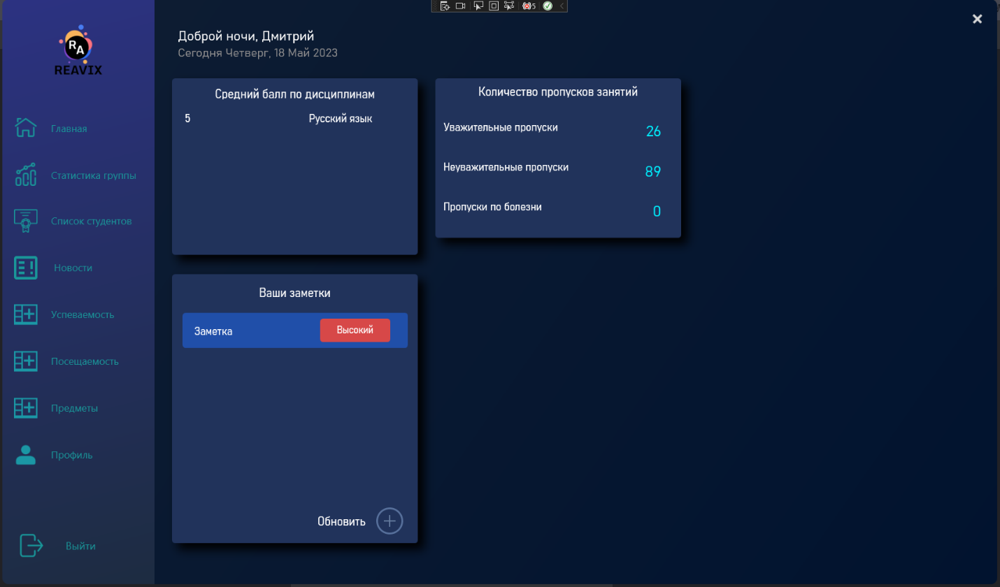 5
RA
REAVIX
Доброй ночи, Дмитрий
Сегодня Четверг, 18 Май 2023
Главная
Статистика группы
Список студентов
Новости
Успеваемость
Посещаемость
Предметы
Профиль
Выйти
Средний балл по дисциплинам
5 Русский язык
Количество пропусков занятий
Уважительные пропуски 26
Неуважительные пропуски 89
Пропуски по болезни 0
Ваши заметки
Заметка Высокий
Обновить